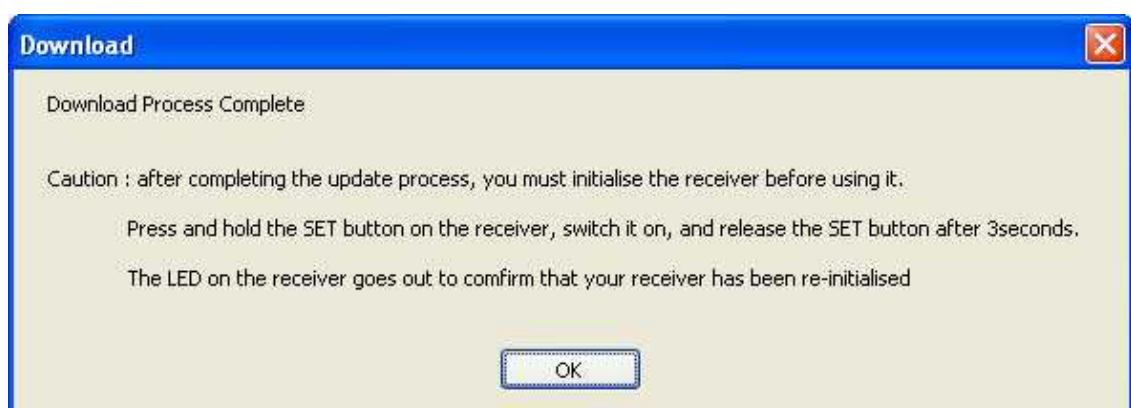 Download
Download Process Complete
Caution : after completing the update process, you must initialise the receiver before using it.
Press and hold the SET button on the receiver, switch it on, and release the SET button after 3seconds.
The LED on the receiver goes out to comfirm that your receiver has been re-initialised
OK